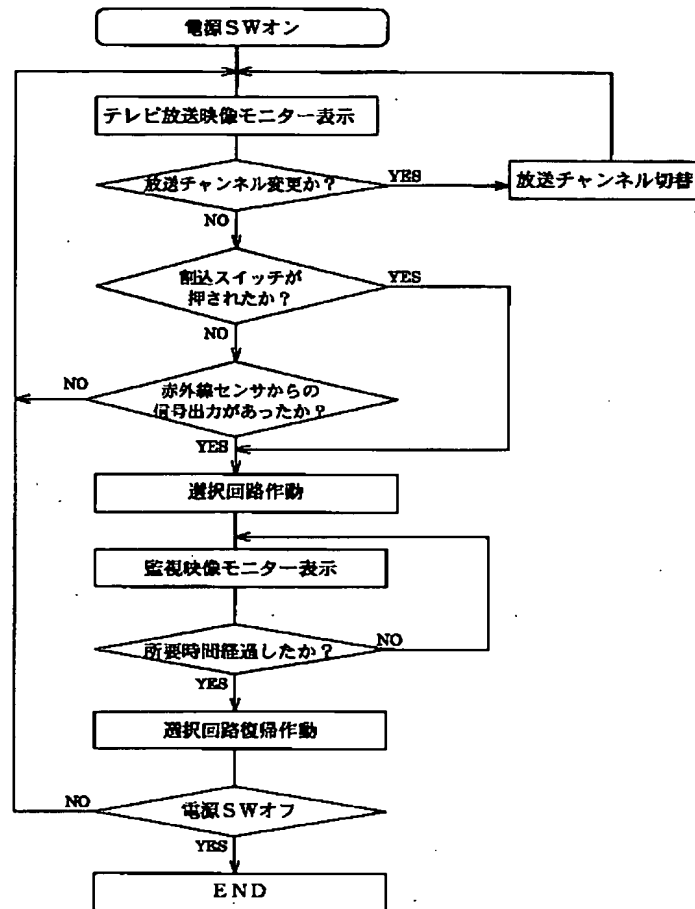 電源SWオン
テレビ放送映像モニター表示
放送チャンネル変更か？
YES
放送チャンネル切替
NO
割込スイッチが
押されたか？
YES
NO
赤外線センサからの
信号出力があったか？
NO
YES
選択回路作動
監視映像モニター表示
所要時間経過したか？
NO
YES
選択回路復帰作動
電源SWオフ
NO
YES
END